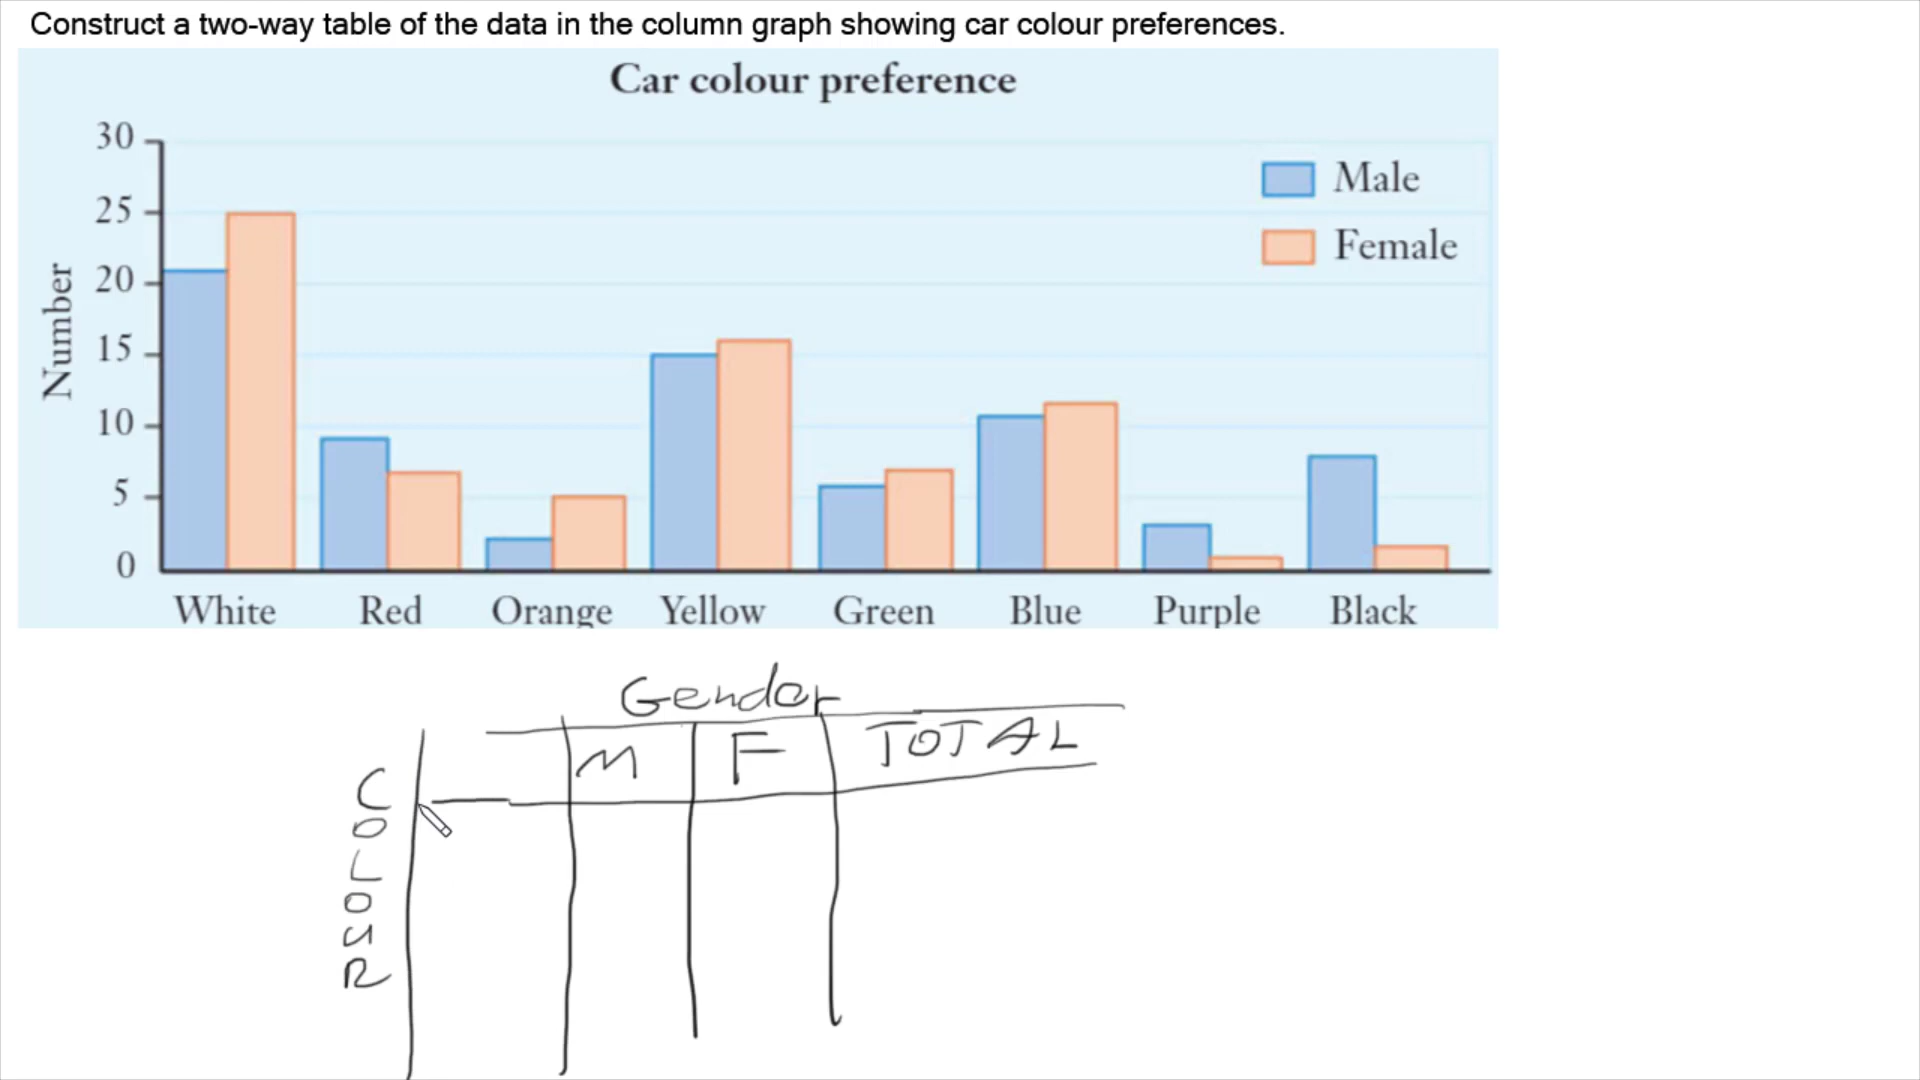 Construct a two-way table of the data in the column graph showing car colour preferences.
Car colour preference
30
25
20
15
10
5
0
Number
Male
Female
White Red Orange Yellow Green Blue Purple Black
Gender
M F TOTAL
C
O
L
O
U
R